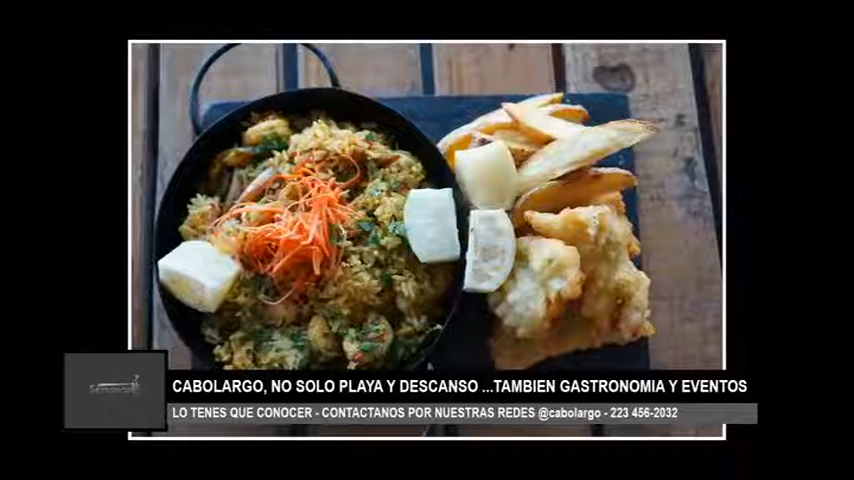 CABOLARGO, NO SOLO PLAYA Y DESCANSO ...TAMBIEN GASTRONOMIA Y EVENTOS
LO TENES QUE CONOCER - CONTACTANOS POR NUESTRAS REDES @cabolargo - 223 456-2032